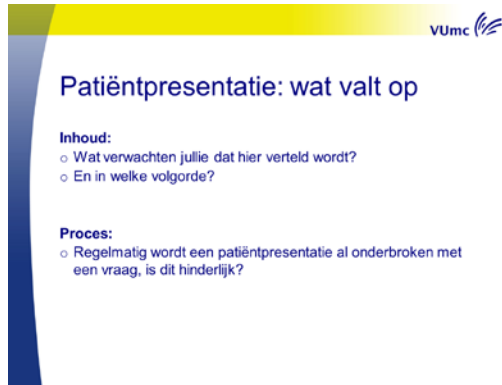 VUmc
Patiëntpresentatie: wat valt op
Inhoud:
o Wat verwachten jullie dat hier verteld wordt?
o En in welke volgorde?
Proces:
o Regelmatig wordt een patiëntpresentatie al onderbroken met
een vraag, is dit hinderlijk?